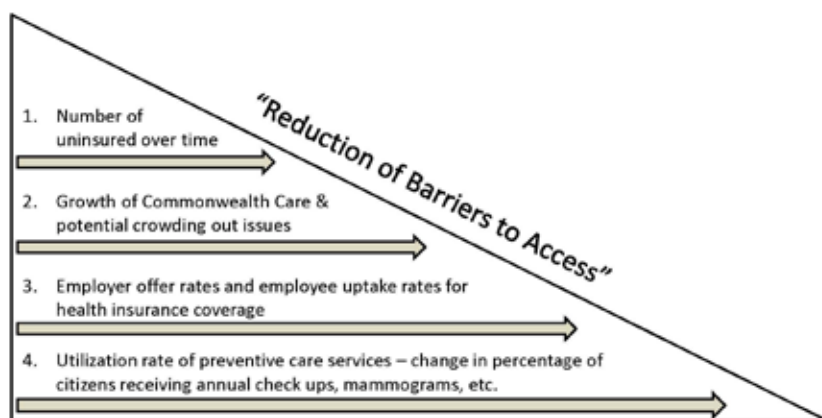 1. Number of
uninsured over time
"Reduction of Barriers to Access"
2. Growth of Commonwealth Care &
potential crowding out issues
3. Employer offer rates and employee uptake rates for
health insurance coverage
4. Utilization rate of preventive care services – change in percentage of
citizens receiving annual check ups, mammograms, etc.